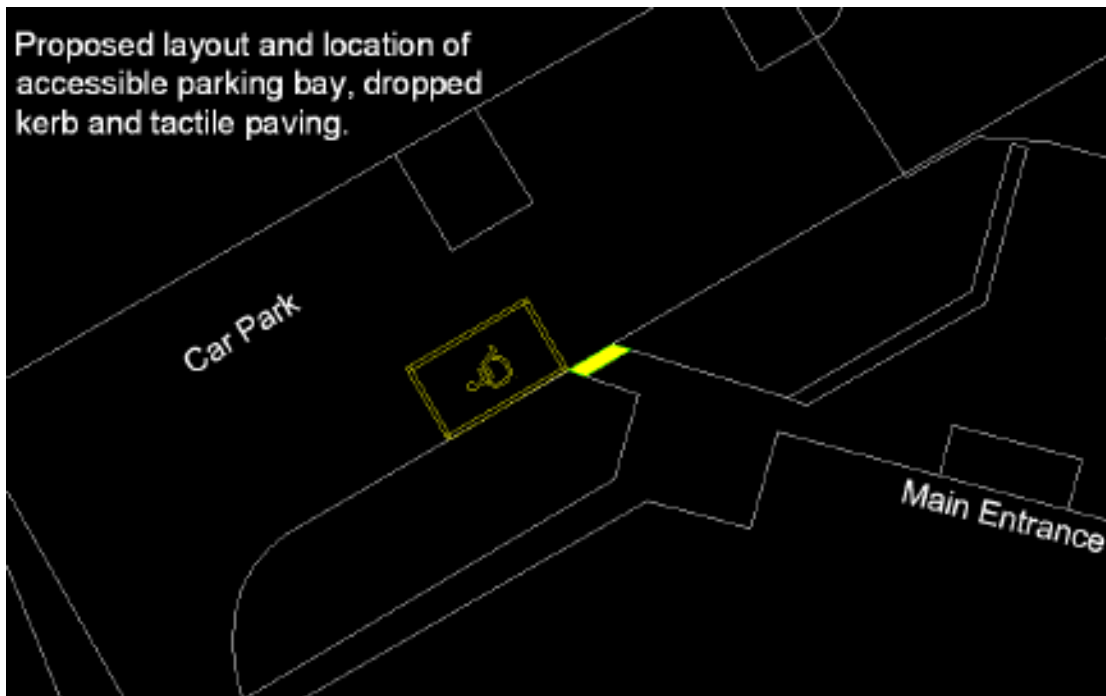 Proposed layout and location of
accessible parking bay, dropped
kerb and tactile paving.
Car Park
Main Entrance